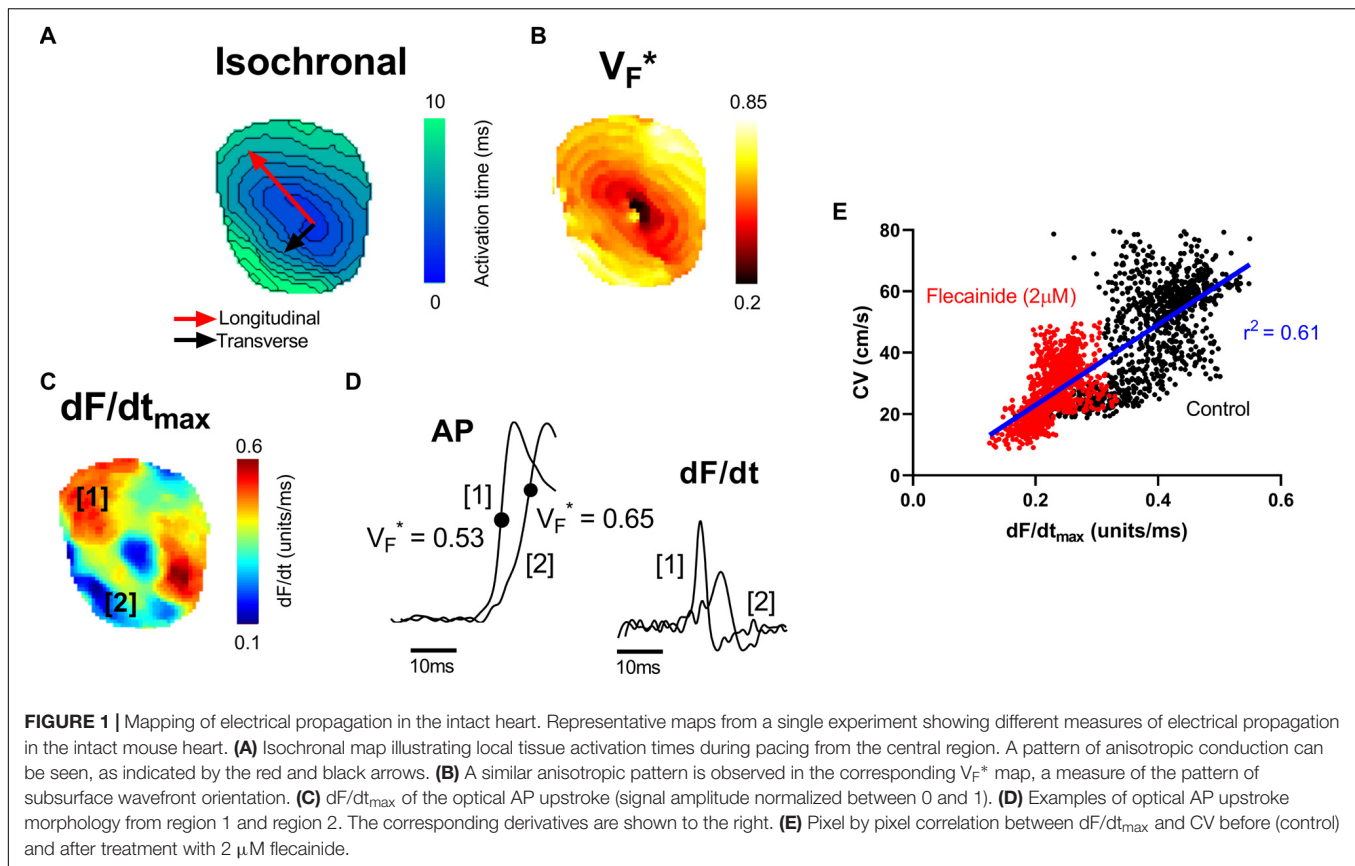 A
Isochronal
10
Activation time (ms)
0
Longitudinal
Transverse
B
V_F*
0.85
0.2
C
dF/dt_max
0.6
dF/dt (units/ms)
0.1
[1]
[2]
D
AP
[1]
V_F* = 0.53
V_F* = 0.65
[2]
10ms
dF/dt
[1]
[2]
10ms
E
80
60
40
20
0
CV (cm/s)
Flecainide (2μM)
r² = 0.61
Control
0.0 0.2 0.4 0.6
dF/dt_max (units/ms)
FIGURE 1 | Mapping of electrical propagation in the intact heart. Representative maps from a single experiment showing different measures of electrical propagation
in the intact mouse heart. (A) Isochronal map illustrating local tissue activation times during pacing from the central region. A pattern of anisotropic conduction can
be seen, as indicated by the red and black arrows. (B) A similar anisotropic pattern is observed in the corresponding V_F* map, a measure of the pattern of
subsurface wavefront orientation. (C) dF/dt_max of the optical AP upstroke (signal amplitude normalized between 0 and 1). (D) Examples of optical AP upstroke
morphology from region 1 and region 2. The corresponding derivatives are shown to the right. (E) Pixel by pixel correlation between dF/dt_max and CV before (control)
and after treatment with 2 μM flecainide.